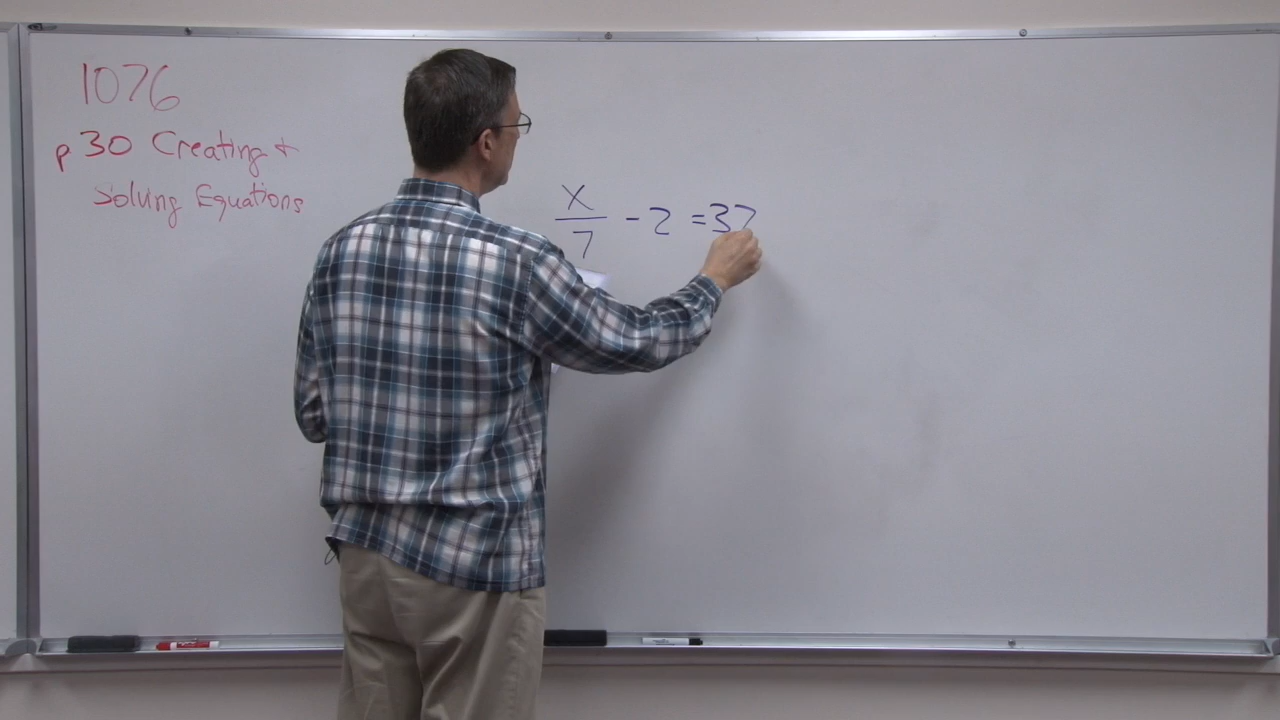 1076
p 30 Creating +
Solving Equations
x/7 - 2 = 37